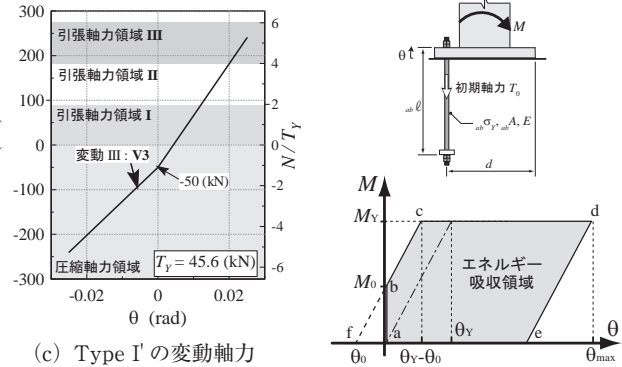 300
200
100
0
-100
-200
-300
引張軸力領域 III
引張軸力領域 II
引張軸力領域 I
変動 III : V3
-50 (kN)
圧縮軸力領域
T_Y = 45.6 (kN)
6
4
2
0
-2
-4
-6
N/T_Y
-0.02
0
0.02
θ (rad)
(c) Type I' の変動軸力
M
θ
t
初期軸力 T_0
ab ℓ
ab σ_Y, ab A, E
d
M
M_Y
M_0
c
d
b
エネルギー
吸収領域
f
a
θ_Y
e
θ
θ_0
θ_Y-θ_0
θ_max